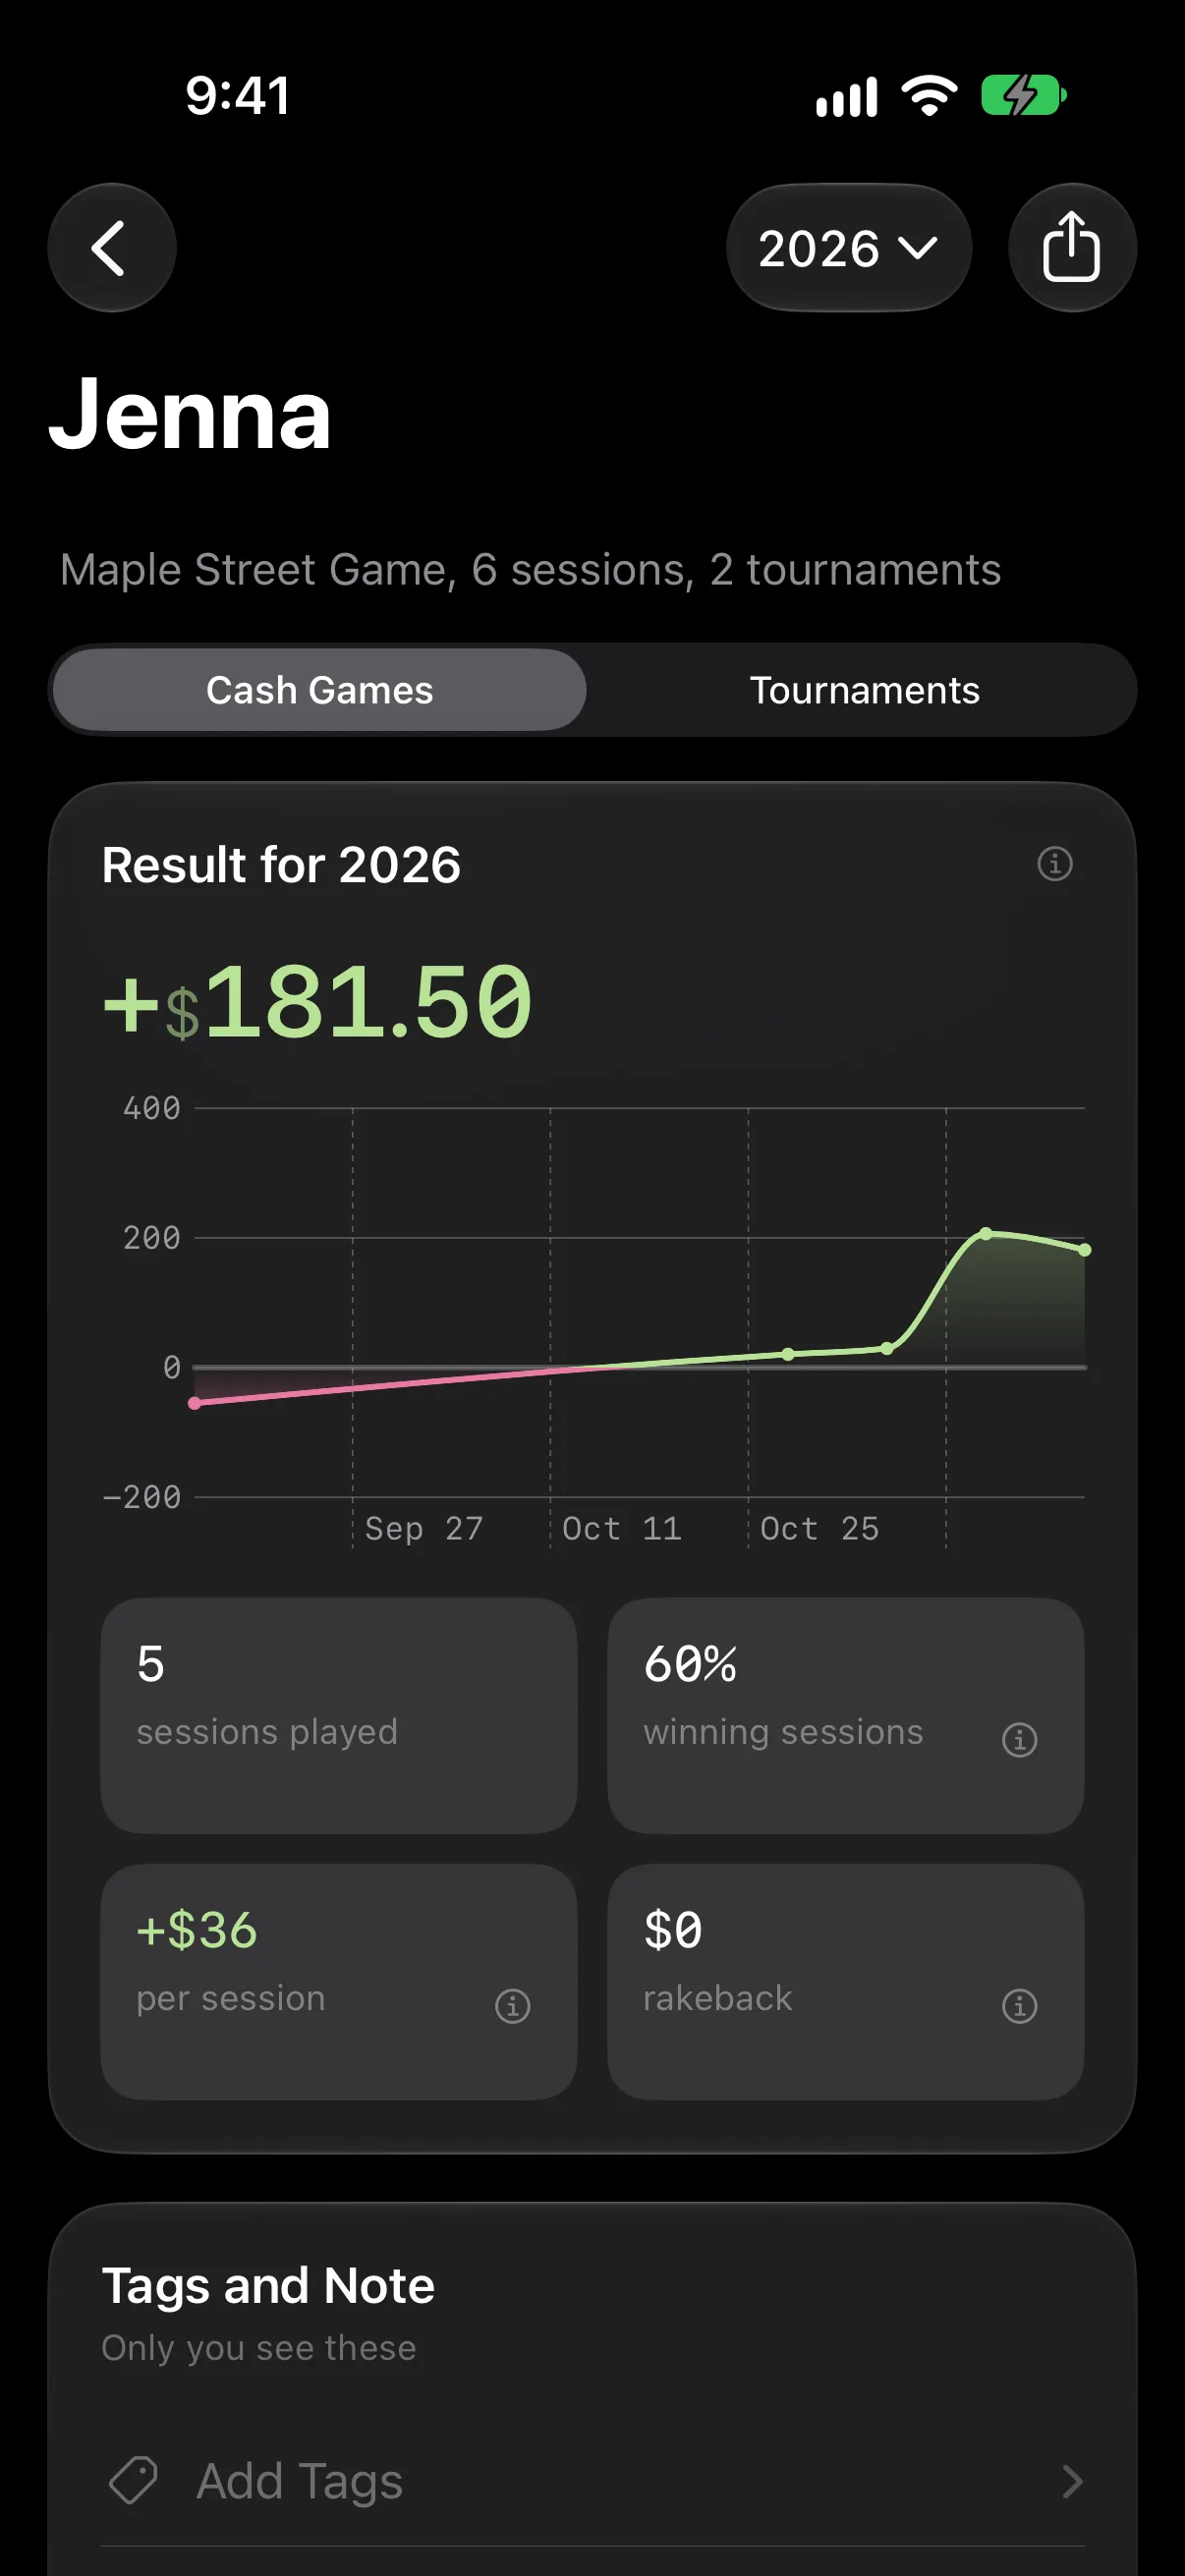 9:41
2026
Jenna
Maple Street Game, 6 sessions, 2 tournaments
Cash Games Tournaments
Result for 2026
+$181.50
400
200
0
−200
Sep 27 Oct 11 Oct 25
5
sessions played
60%
winning sessions
+$36
per session
$0
rakeback
Tags and Note
Only you see these
Add Tags